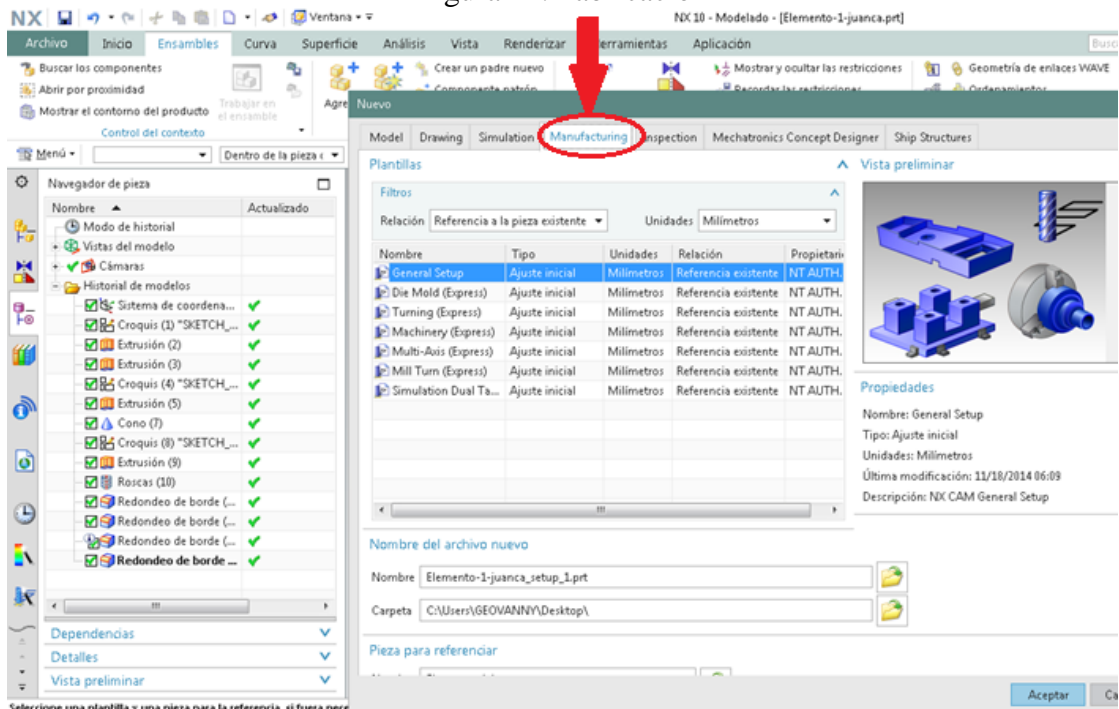 NX Ventana NX 10 - Modelado - [Elemento-1-juanca.prt]
Archivo Inicio Ensambles Curva Superficie Análisis Vista Renderizar Aplicación
Buscar los componentes
Abrir por proximidad
Mostrar el contorno del producto
Trabajar en el ensamble
Control del contexto
Crear un padre nuevo
Mostrar y ocultar las restricciones
Geometría de enlaces WAVE
Menú
Dentro de la pieza
Navegador de pieza
Nombre Actualizado
Modo de historial
Vistas del modelo
Cámaras
Historial de modelos
Sistema de coordena...
Croquis (1) "SKETCH_...
Extrusión (2)
Extrusión (3)
Croquis (4) "SKETCH_...
Extrusión (5)
Cono (7)
Croquis (8) "SKETCH_...
Extrusión (9)
Roscas (10)
Redondeo de borde (...
Redondeo de borde (...
Redondeo de borde (...
Redondeo de borde ...
Dependencias
Detalles
Vista preliminar
Nuevo
Model Drawing Simulation Manufacturing Inspection Mechatronics Concept Designer Ship Structures
Plantillas
Filtros
Relación Referencia a la pieza existente Unidades Milímetros
Nombre Tipo Unidades Relación Propietari
General Setup Ajuste inicial Milímetros Referencia existente NT AUTH.
Die Mold (Express) Ajuste inicial Milímetros Referencia existente NT AUTH.
Turning (Express) Ajuste inicial Milímetros Referencia existente NT AUTH.
Machinery (Express) Ajuste inicial Milímetros Referencia existente NT AUTH.
Multi-Axis (Express) Ajuste inicial Milímetros Referencia existente NT AUTH.
Mill Turn (Express) Ajuste inicial Milímetros Referencia existente NT AUTH.
Simulation Dual Ta... Ajuste inicial Milímetros Referencia existente NT AUTH.
Vista preliminar
Propiedades
Nombre: General Setup
Tipo: Ajuste inicial
Unidades: Milímetros
Última modificación: 11/18/2014 06:09
Descripción: NX CAM General Setup
Nombre del archivo nuevo
Nombre Elemento-1-juanca_setup_1.prt
Carpeta C:\Users\GEOVANNY\Desktop\
Pieza para referenciar
Aceptar